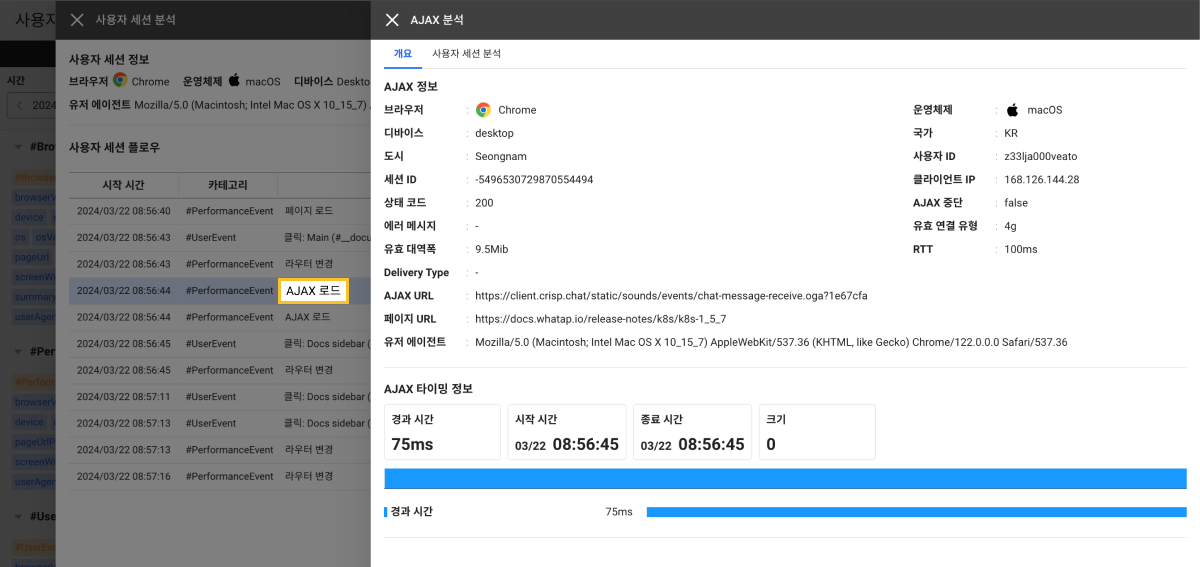 사용자
사용자 세션 분석
AJAX 분석
개요 사용자 세션 분석
시간
2024
사용자 세션 정보
브라우저 Chrome 운영체제 macOS 디바이스 Deskto
유저 에이전트 Mozilla/5.0 (Macintosh; Intel Mac OS X 10_15_7)
사용자 세션 플로우
시작 시간 카테고리
2024/03/22 08:56:40 #PerformanceEvent 페이지 로드
2024/03/22 08:56:43 #UserEvent 클릭: Main (#__docu
2024/03/22 08:56:43 #PerformanceEvent 라우터 변경
2024/03/22 08:56:44 #PerformanceEvent AJAX 로드
2024/03/22 08:56:44 #PerformanceEvent AJAX 로드
2024/03/22 08:56:45 #UserEvent 클릭: Docs sidebar (
2024/03/22 08:56:45 #PerformanceEvent 라우터 변경
2024/03/22 08:57:11 #UserEvent 클릭: Docs sidebar (
2024/03/22 08:57:13 #UserEvent 클릭: Docs sidebar (
2024/03/22 08:57:13 #PerformanceEvent 라우터 변경
2024/03/22 08:57:16 #PerformanceEvent 라우터 변경
#Bro
#Browse
browserV
device
os osVe
pageUrl
screenWi
summary
userAgen
#Per
#Perform
browserV
device
pageUrlP
screenWi
userAgen
#Use
#UserEve
AJAX 정보
브라우저 : Chrome 운영체제 : macOS
디바이스 : desktop 국가 : KR
도시 : Seongnam 사용자 ID : z33lja000veato
세션 ID : -5496530729870554494 클라이언트 IP : 168.126.144.28
상태 코드 : 200 AJAX 중단 : false
에러 메시지 : - 유효 연결 유형 : 4g
유효 대역폭 : 9.5Mib RTT : 100ms
Delivery Type : -
AJAX URL : https://client.crisp.chat/static/sounds/events/chat-message-receive.oga?1e67cfa
페이지 URL : https://docs.whatap.io/release-notes/k8s/k8s-1_5_7
유저 에이전트 : Mozilla/5.0 (Macintosh; Intel Mac OS X 10_15_7) AppleWebKit/537.36 (KHTML, like Gecko) Chrome/122.0.0.0 Safari/537.36
AJAX 타이밍 정보
경과 시간 시작 시간 종료 시간 크기
75ms 03/22 08:56:45 03/22 08:56:45 0
경과 시간 75ms